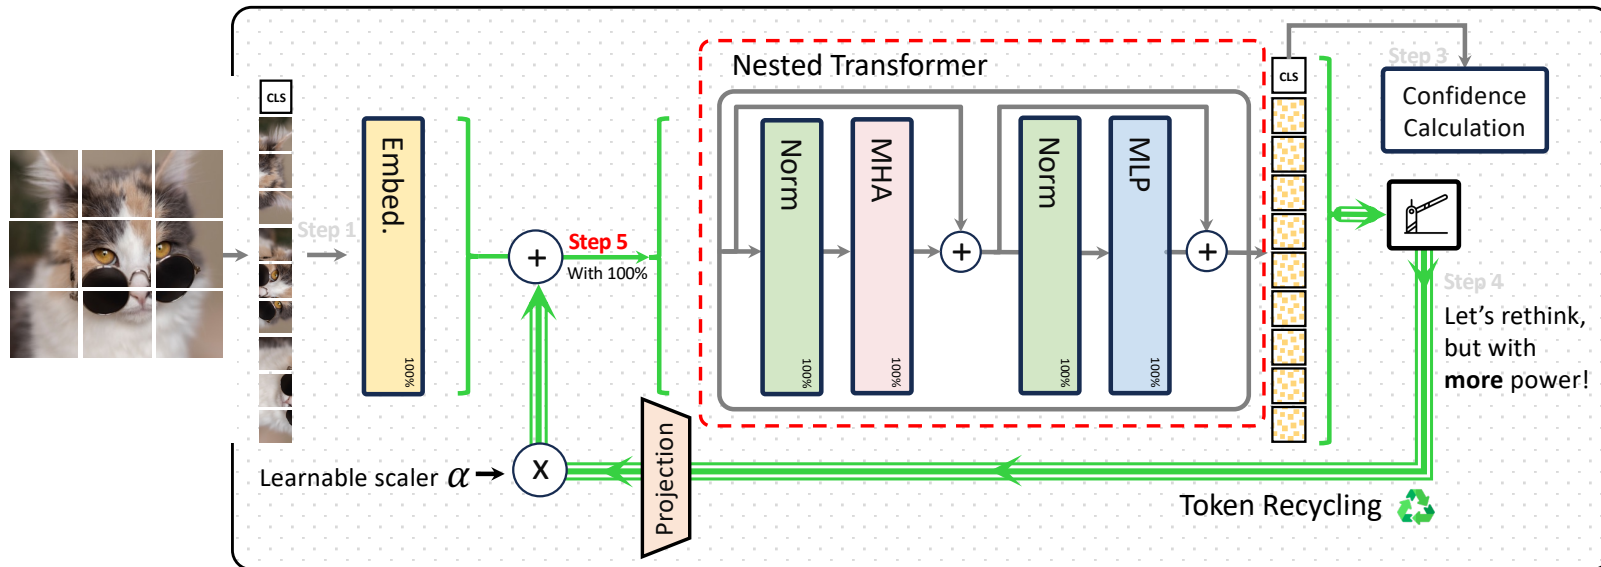 Nested Transformer
Step 3
CLS
CLS
Confidence
Calculation
Step 1
Embed.
100%
+
Step 5
With 100%
Norm
100%
MHA
100%
+
Norm
100%
MLP
100%
+
Step 4
Let's rethink,
but with
more power!
Learnable scaler α
X
Projection
Token Recycling